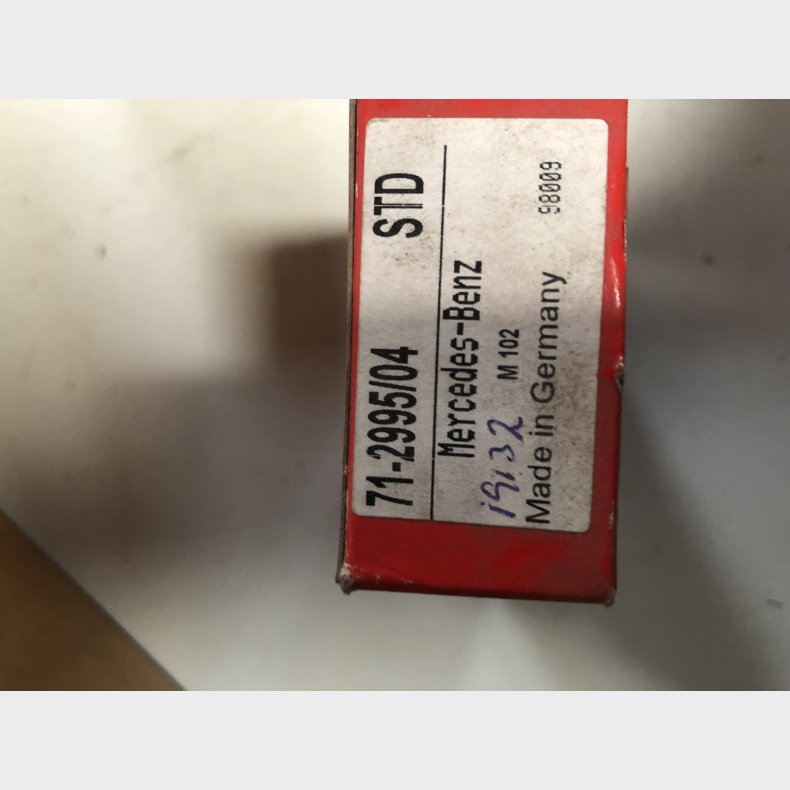 71-2995/04 STD
Mercedes-Benz
19132 M 102
Made in Germany 98009